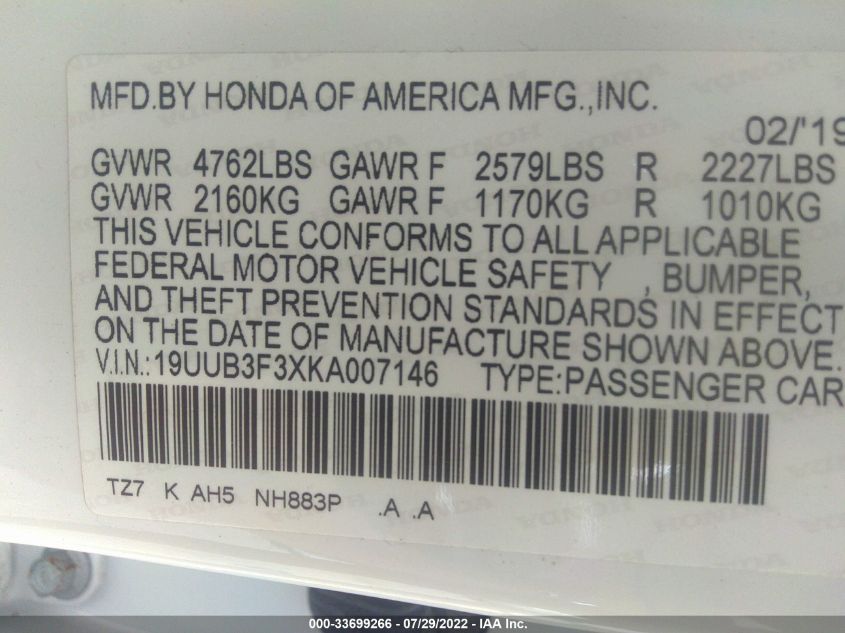 MFD.BY HONDA OF AMERICA MFG.,INC.
02/'19
GVWR 4762LBS GAWR F 2579LBS R 2227LBS
GVWR 2160KG GAWR F 1170KG R 1010KG
THIS VEHICLE CONFORMS TO ALL APPLICABLE
FEDERAL MOTOR VEHICLE SAFETY , BUMPER,
AND THEFT PREVENTION STANDARDS IN EFFECT
ON THE DATE OF MANUFACTURE SHOWN ABOVE.
V.I.N.:19UUB3F3XKA007146 TYPE:PASSENGER CAR
TZ7 K AH5 NH883P .A .A
000-33699266 - 07/29/2022 - IAA Inc.